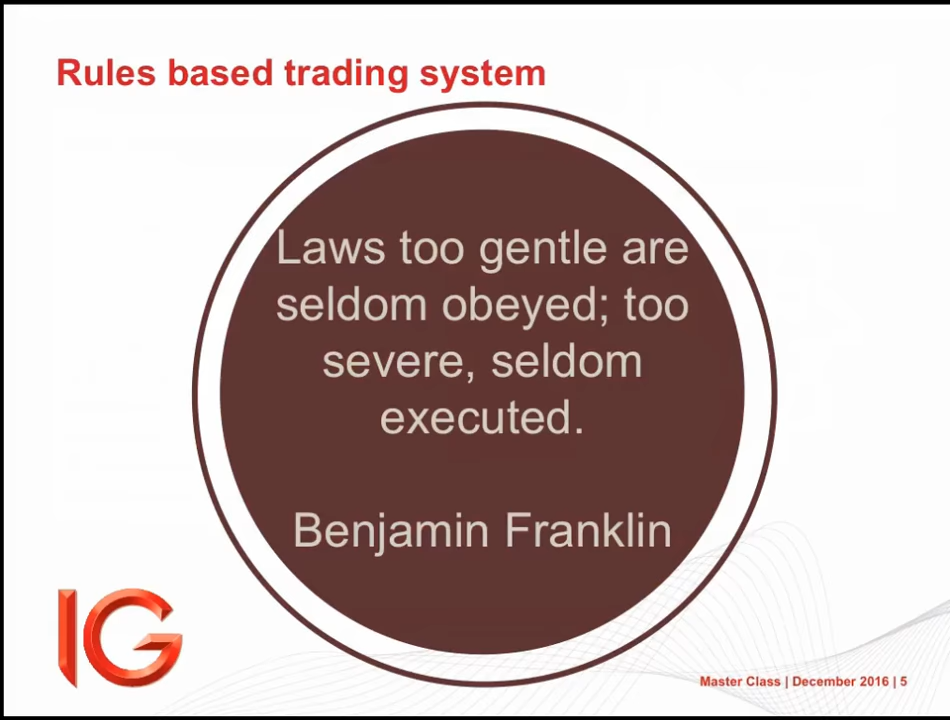 Rules based trading system
Laws too gentle are
seldom obeyed; too
severe, seldom
executed.
Benjamin Franklin
IG
Master Class | December 2016 | 5